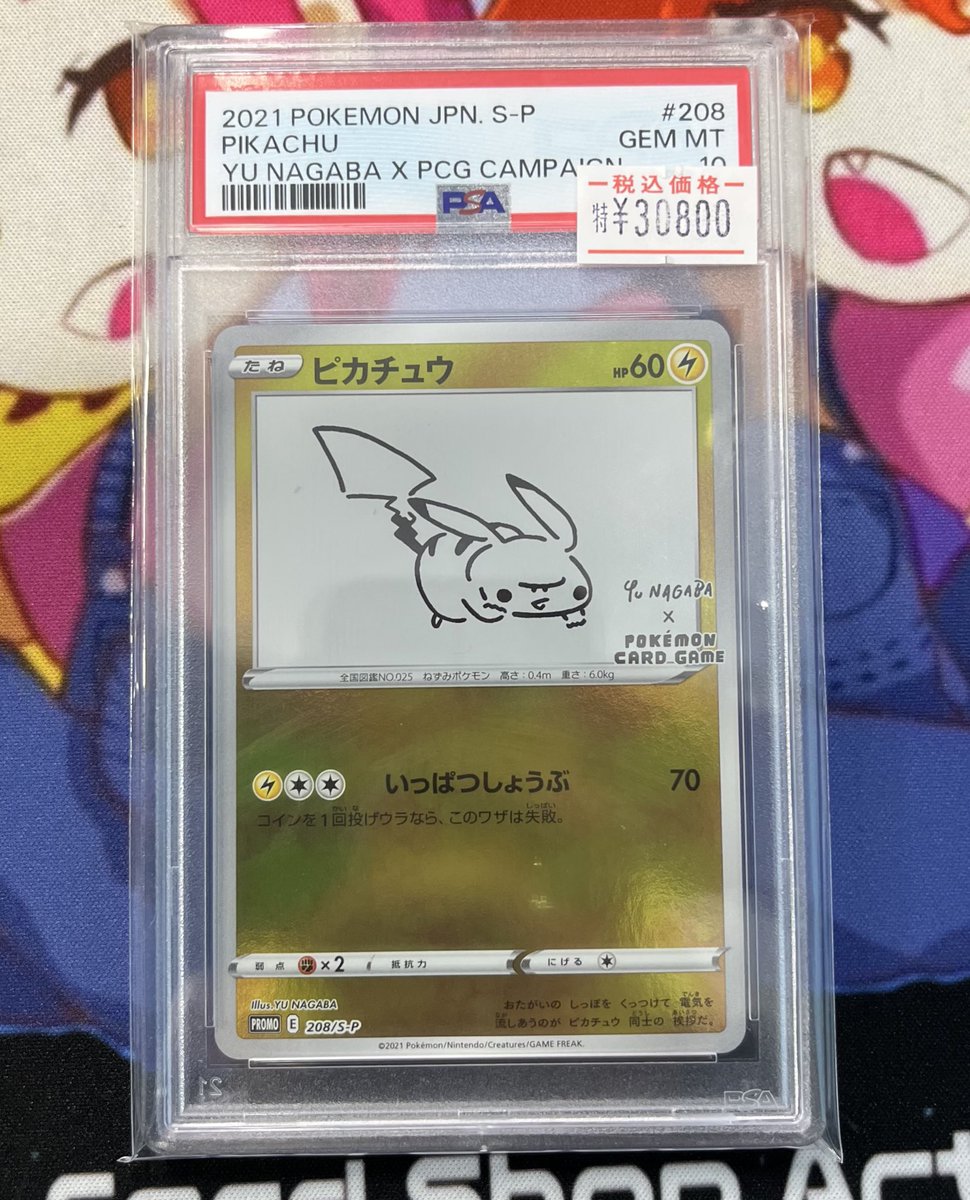 2021 POKEMON JPN. S-P #208
PIKACHU GEM MT
YU NAGABA X PCG CAMPAIGN 10
PSA
税込価格
特¥30800
たね ピカチュウ HP60
Yu NAGABA
X
POKÉMON
CARD GAME
全国図鑑NO.025 ねずみポケモン 高さ:0.4m 重さ:6.0kg
いっぱつしょうぶ 70
コインを1回投げウラなら、このワザは失敗。
弱点 ×2 抵抗力 にげる
Illus.YU NAGABA
PROMO E 208/S-P
おたがいの しっぽを くっつけて 電気を
流しあうのが ピカチュウ 同士の 挨拶だ。
©2021 Pokémon/Nintendo/Creatures/GAME FREAK.
PSA
Card Shop Act